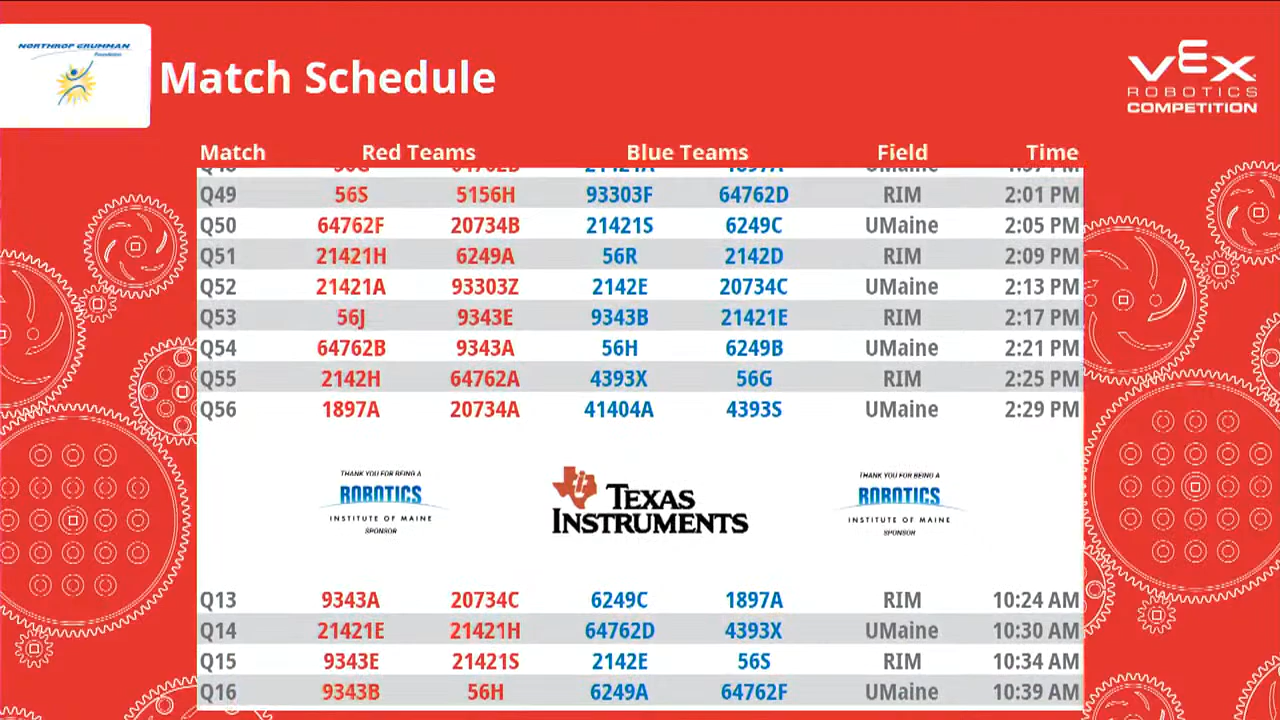 NORTHROP GRUMMAN
Foundation
Match Schedule
VEX
ROBOTICS
COMPETITION
Match Red Teams Blue Teams Field Time
Q49 56S 5156H 93303F 64762D RIM 2:01 PM
Q50 64762F 20734B 21421S 6249C UMaine 2:05 PM
Q51 21421H 6249A 56R 2142D RIM 2:09 PM
Q52 21421A 93303Z 2142E 20734C UMaine 2:13 PM
Q53 56J 9343E 9343B 21421E RIM 2:17 PM
Q54 64762B 9343A 56H 6249B UMaine 2:21 PM
Q55 2142H 64762A 4393X 56G RIM 2:25 PM
Q56 1897A 20734A 41404A 4393S UMaine 2:29 PM
THANK YOU FOR BEING A
ROBOTICS
INSTITUTE OF MAINE
SPONSOR
TEXAS
INSTRUMENTS
THANK YOU FOR BEING A
ROBOTICS
INSTITUTE OF MAINE
SPONSOR
Q13 9343A 20734C 6249C 1897A RIM 10:24 AM
Q14 21421E 21421H 64762D 4393X UMaine 10:30 AM
Q15 9343E 21421S 2142E 56S RIM 10:34 AM
Q16 9343B 56H 6249A 64762F UMaine 10:39 AM